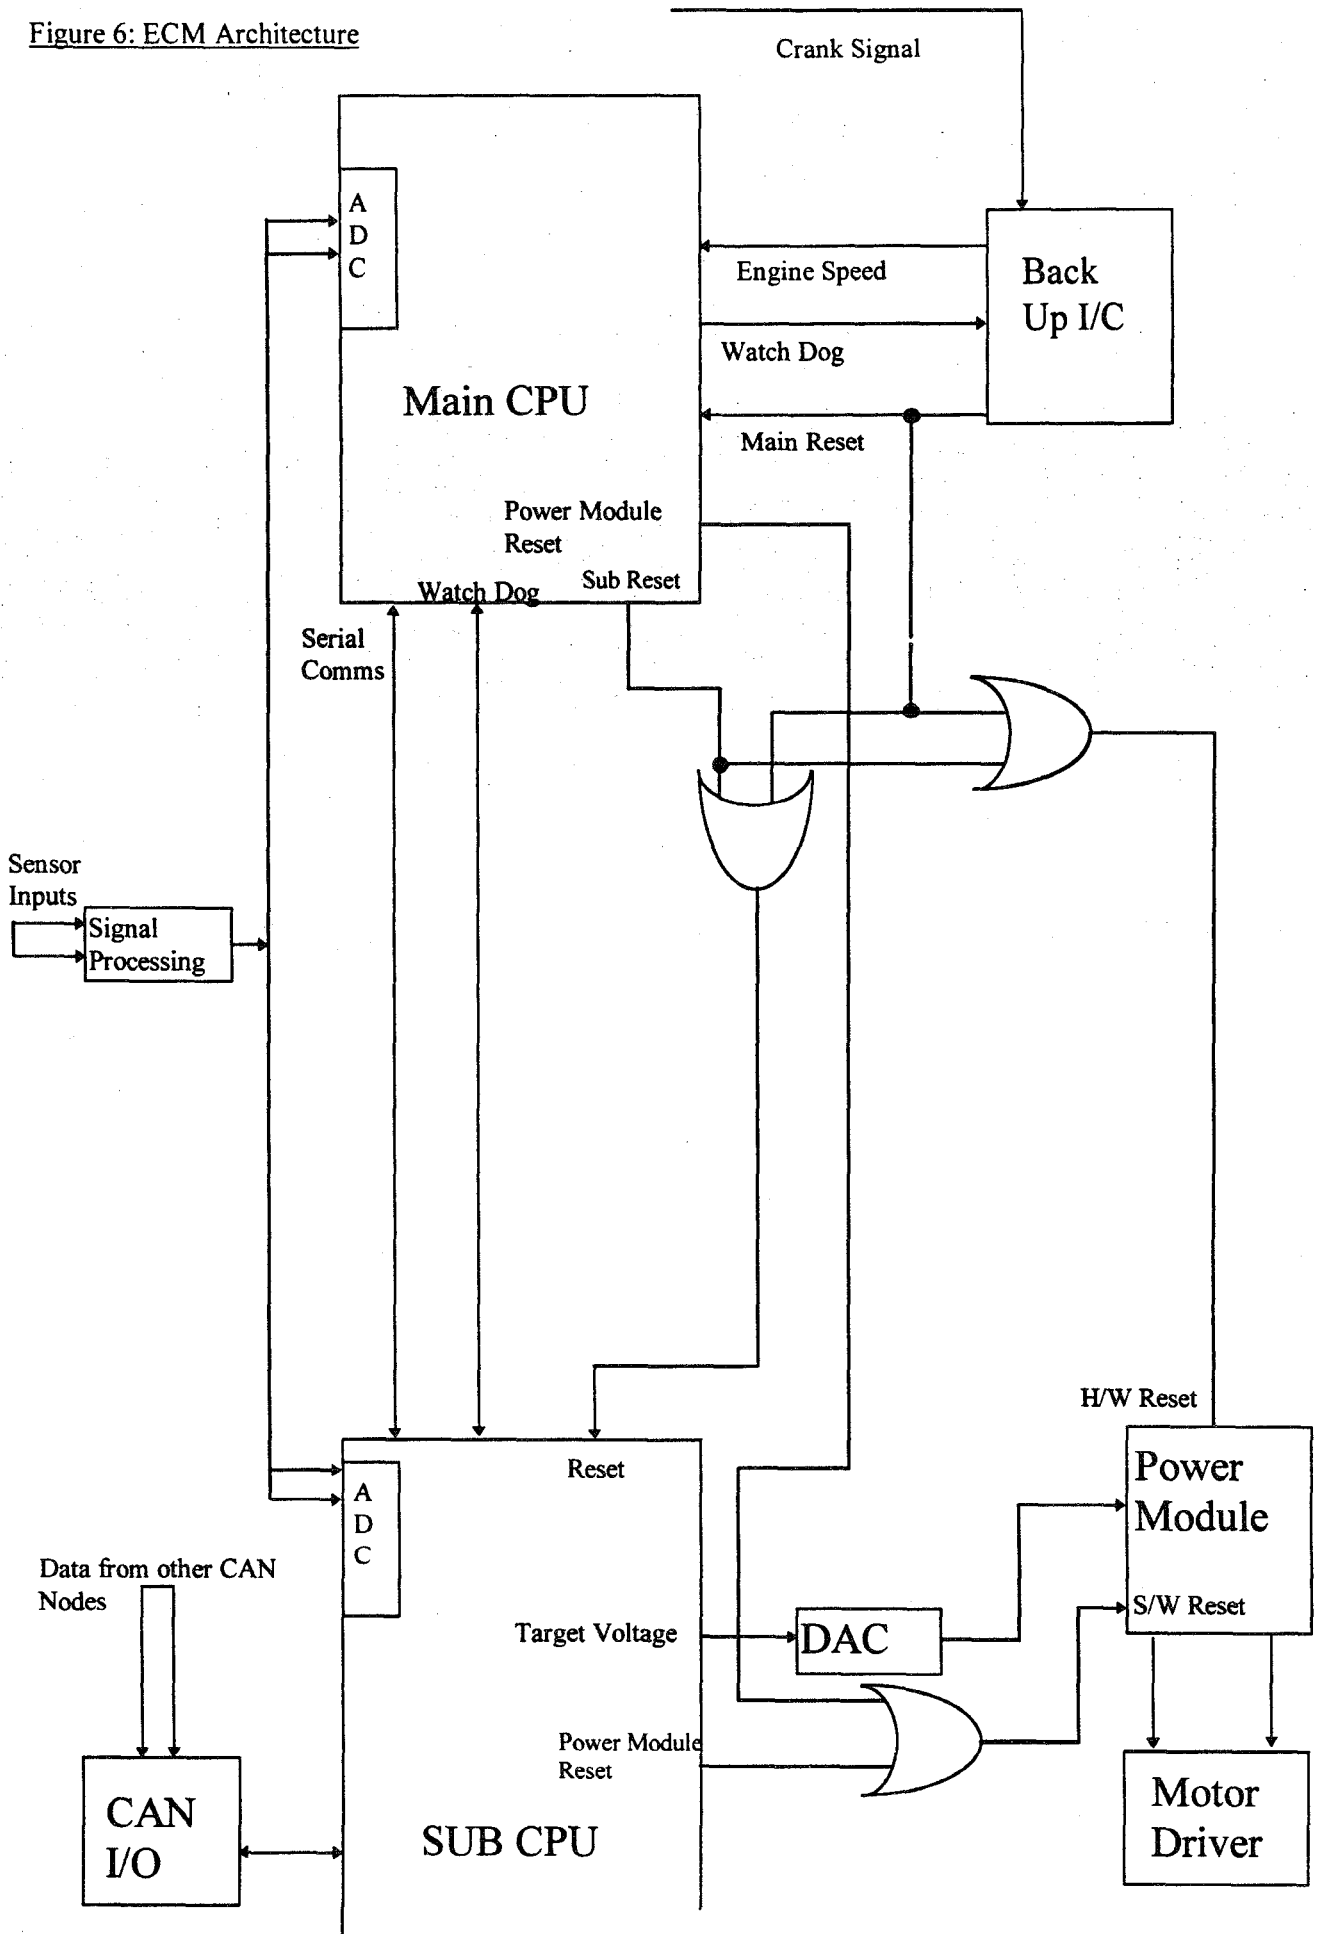 Figure 6: ECM Architecture
Crank Signal
A
D
C
Engine Speed
Back
Up I/C
Watch Dog
Main CPU
Main Reset
Power Module
Reset
Sub Reset
Watch Dog
Serial
Comms
Sensor
Inputs
Signal
Processing
H/W Reset
Reset
Power
Module
A
D
C
Data from other CAN
Nodes
S/W Reset
Target Voltage
DAC
Power Module
Reset
Motor
Driver
CAN
I/O
SUB CPU